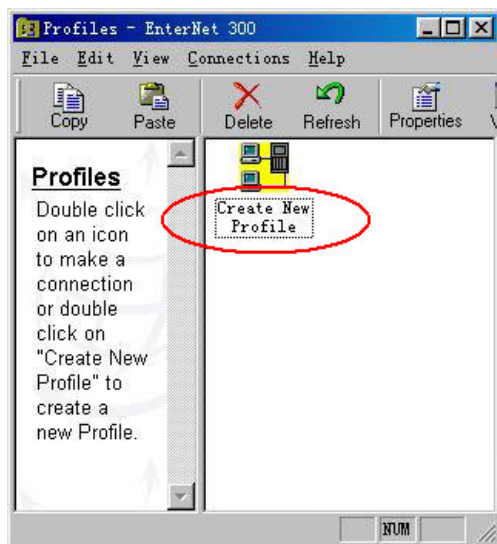 Profiles - EnterNet 300
File Edit View Connections Help
Copy Paste Delete Refresh Properties
Profiles
Double click
on an icon
to make a
connection
or double
click on
"Create New
Profile" to
create a
new Profile.
Create New
Profile
NUM